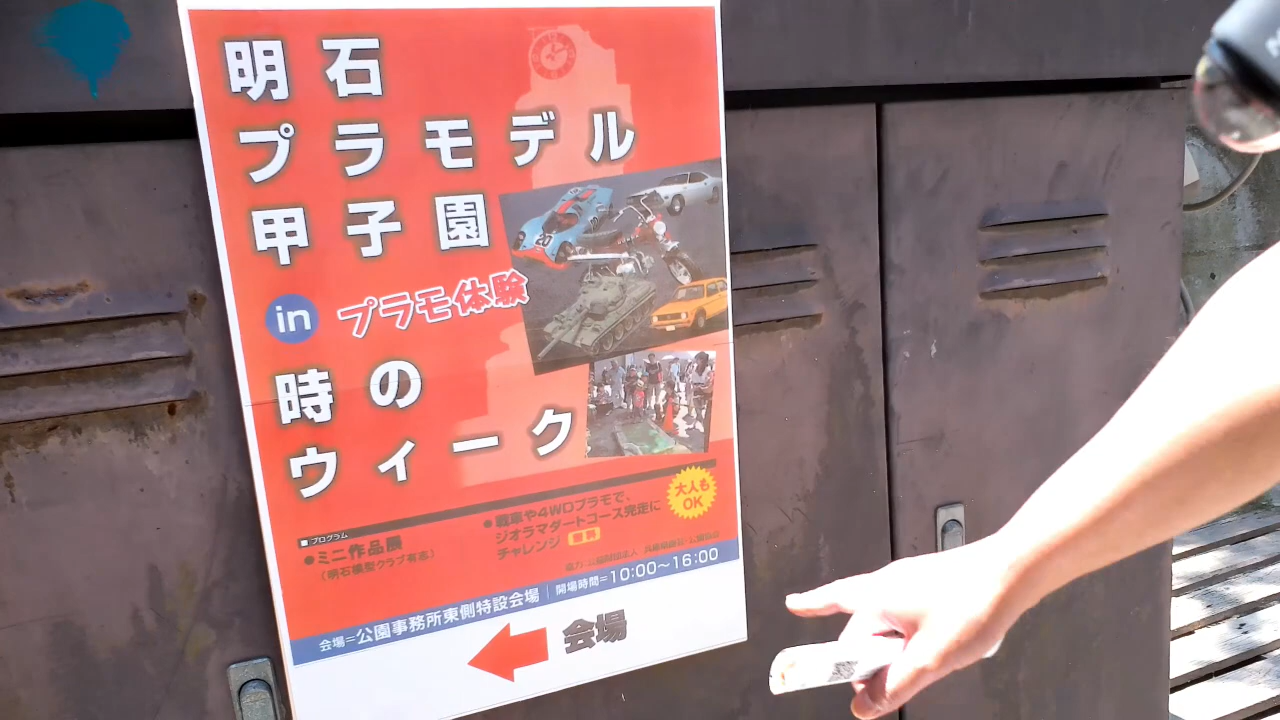 明石
プラモデル
甲子園
in プラモ体験
時の
ウィーク
20
大人も
OK
■プログラム
●ミニ作品展
(明石模型クラブ有志)
●戦車や4WDプラモで、
ジオラマダートコース完走に
チャレンジ
会場=公園事務所東側特設会場 | 開場時間=10:00〜16:00
会場